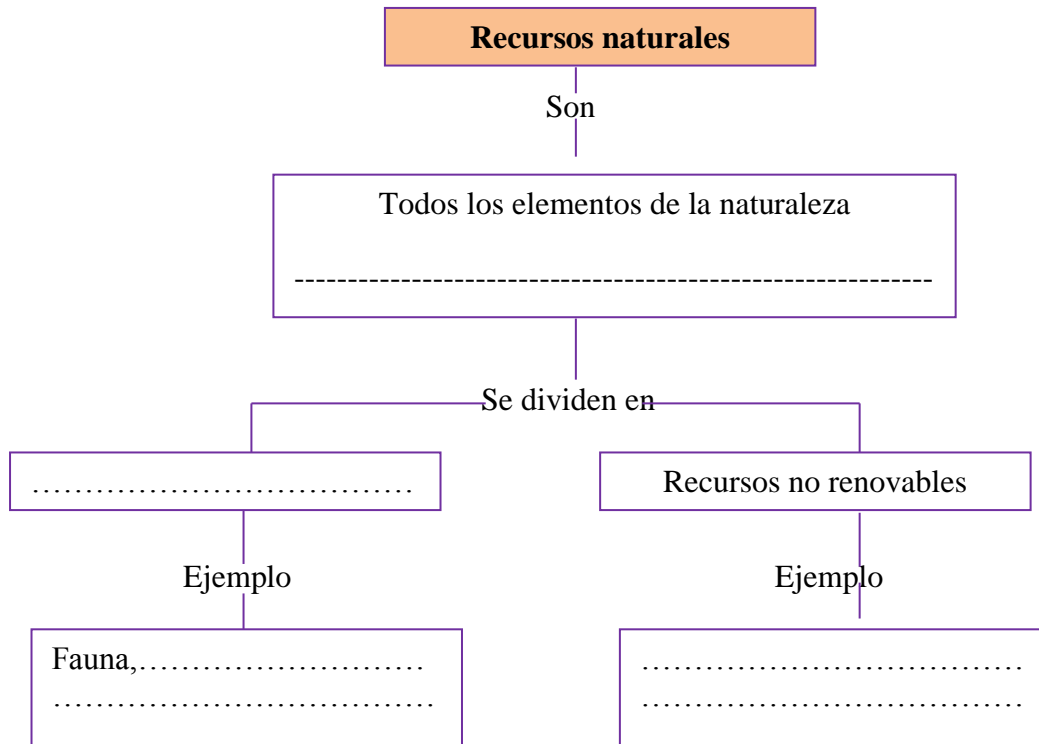 Recursos naturales
Son
Todos los elementos de la naturaleza
------------------------------------------------------------
Se dividen en
………………………………
Recursos no renovables
Ejemplo
Ejemplo
Fauna,………………………
………………………………
………………………………
………………………………